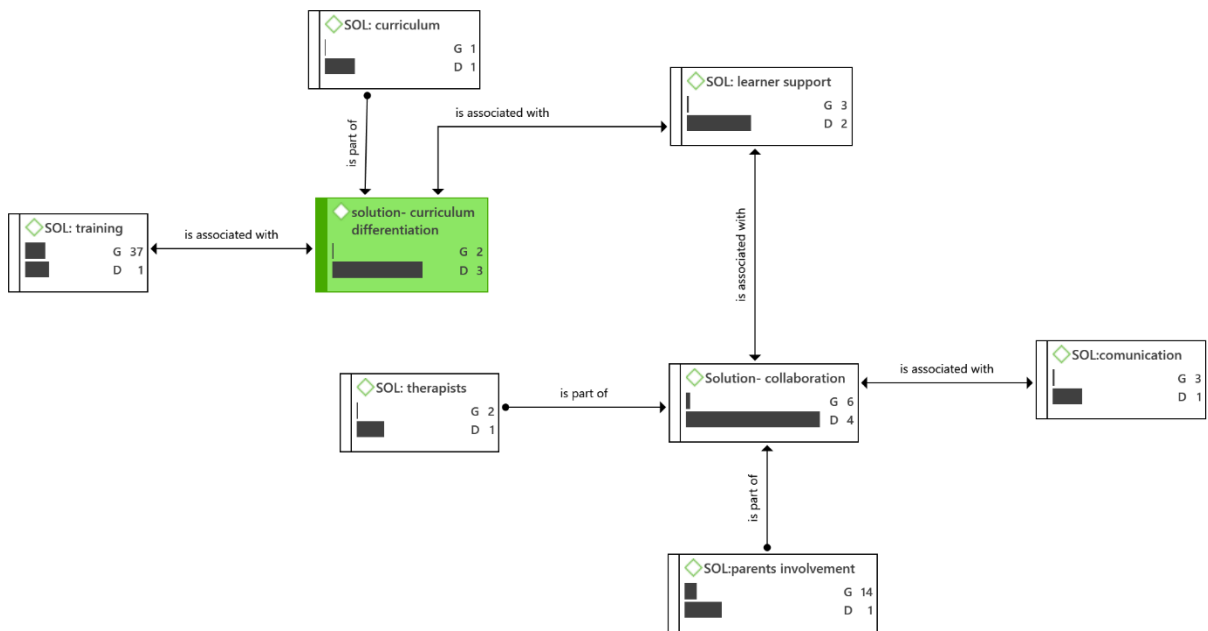 SOL: curriculum
G 1
D 1
SOL: learner support
G 3
D 2
is associated with
is part of
SOL: training
G 37
D 1
is associated with
solution- curriculum
differentiation
G 2
D 3
is associated with
SOL: therapists
G 2
D 1
is part of
Solution- collaboration
G 6
D 4
is associated with
SOL:comunication
G 3
D 1
is part of
SOL:parents involvement
G 14
D 1